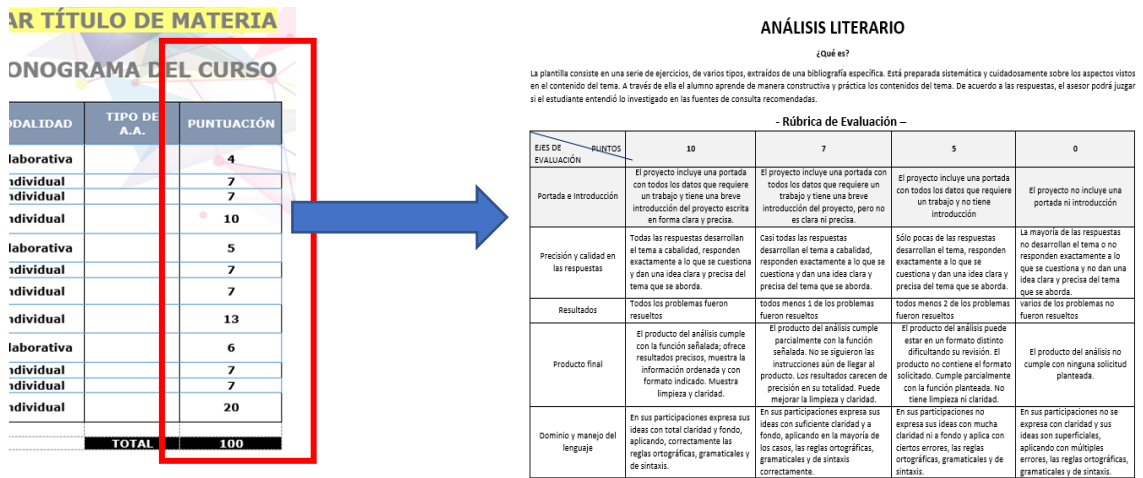 AR TÍTULO DE MATERIA
ONOGRAMA DEL CURSO
ODALIDAD TIPO DE A.A. PUNTUACIÓN
laborativa 4
ndividual 7
ndividual 7
ndividual 10
laborativa 5
ndividual 7
ndividual 7
ndividual 13
laborativa 6
ndividual 7
ndividual 7
ndividual 20
TOTAL 100
ANÁLISIS LITERARIO
¿Qué es?
La plantilla consiste en una serie de ejercicios, de varios tipos, extraídos de una bibliografía específica. Está preparada sistemática y cuidadosamente sobre los aspectos vistos
en el contenido del tema. A través de ella el alumno aprende de manera constructiva y práctica los contenidos del tema. De acuerdo a las respuestas, el asesor podrá juzgar
si el estudiante entendió lo investigado en las fuentes de consulta recomendadas.
- Rúbrica de Evaluación –
EJES DE EVALUACIÓN PUNTOS
10
7
5
0
Portada e Introducción
El proyecto incluye una portada
con todos los datos que requiere
un trabajo y tiene una breve
introducción del proyecto escrita
en forma clara y precisa.
El proyecto incluye una portada con
todos los datos que requiere un
trabajo y tiene una breve
introducción del proyecto, pero no
es clara ni precisa.
El proyecto incluye una portada
con todos los datos que requiere
un trabajo y no tiene
introducción
El proyecto no incluye una
portada ni introducción
Precisión y calidad en
las respuestas
Todas las respuestas desarrollan
el tema a cabalidad, responden
exactamente a lo que se cuestiona
y dan una idea clara y precisa del
tema que se aborda.
Casi todas las respuestas
desarrollan el tema a cabalidad,
responden exactamente a lo que se
cuestiona y dan una idea clara y
precisa del tema que se aborda.
Sólo pocas de las respuestas
desarrollan el tema, responden
exactamente a lo que se
cuestiona y dan una idea clara y
precisa del tema que se aborda.
La mayoría de las respuestas
no desarrollan el tema o no
responden exactamente a lo
que se cuestiona y no dan una
idea clara y precisa del tema
que se aborda.
Resultados
Todos los problemas fueron
resueltos
todos menos 1 de los problemas
fueron resueltos
todos menos 2 de los problemas
fueron resueltos
varios de los problemas no
fueron resueltos
Producto final
El producto del análisis cumple
con la función señalada; ofrece
resultados precisos, muestra la
información ordenada y con
formato indicado. Muestra
limpieza y claridad.
El producto del análisis cumple
parcialmente con la función
señalada. No se siguieron las
instrucciones aún de llegar al
producto. Los resultados carecen de
precisión en su totalidad. Puede
mejorar la limpieza y claridad.
El producto del análisis puede
estar en un formato distinto
dificultando su revisión. El
producto no contiene el formato
solicitado. Cumple parcialmente
con la función planteada. No
tiene limpieza ni claridad.
El producto del análisis no
cumple con ninguna solicitud
planteada.
Dominio y manejo del
lenguaje
En sus participaciones expresa sus
ideas con total claridad y fondo,
aplicando, correctamente las
reglas ortográficas, gramaticales y
de sintaxis.
En sus participaciones expresa sus
ideas con suficiente claridad y a
fondo, aplicando en la mayoría de
los casos, las reglas ortográficas,
gramaticales y de sintaxis
correctamente.
En sus participaciones no
expresa sus ideas con mucha
claridad ni a fondo y aplica con
ciertos errores, las reglas
ortográficas, gramaticales y de
sintaxis.
En sus participaciones no se
expresa con claridad y sus
ideas son superficiales,
aplicando con múltiples
errores, las reglas ortográficas,
gramaticales y de sintaxis.